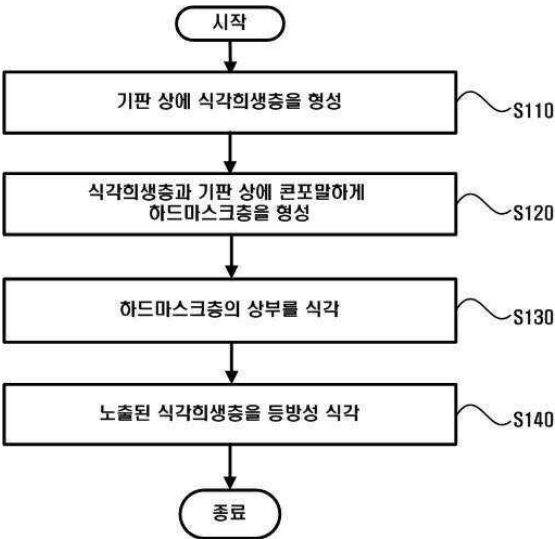 시작
기판 상에 식각희생층을 형성
S110
식각희생층과 기판 상에 콘포말하게
하드마스크층을 형성
S120
하드마스크층의 상부를 식각
S130
노출된 식각희생층을 등방성 식각
S140
종료